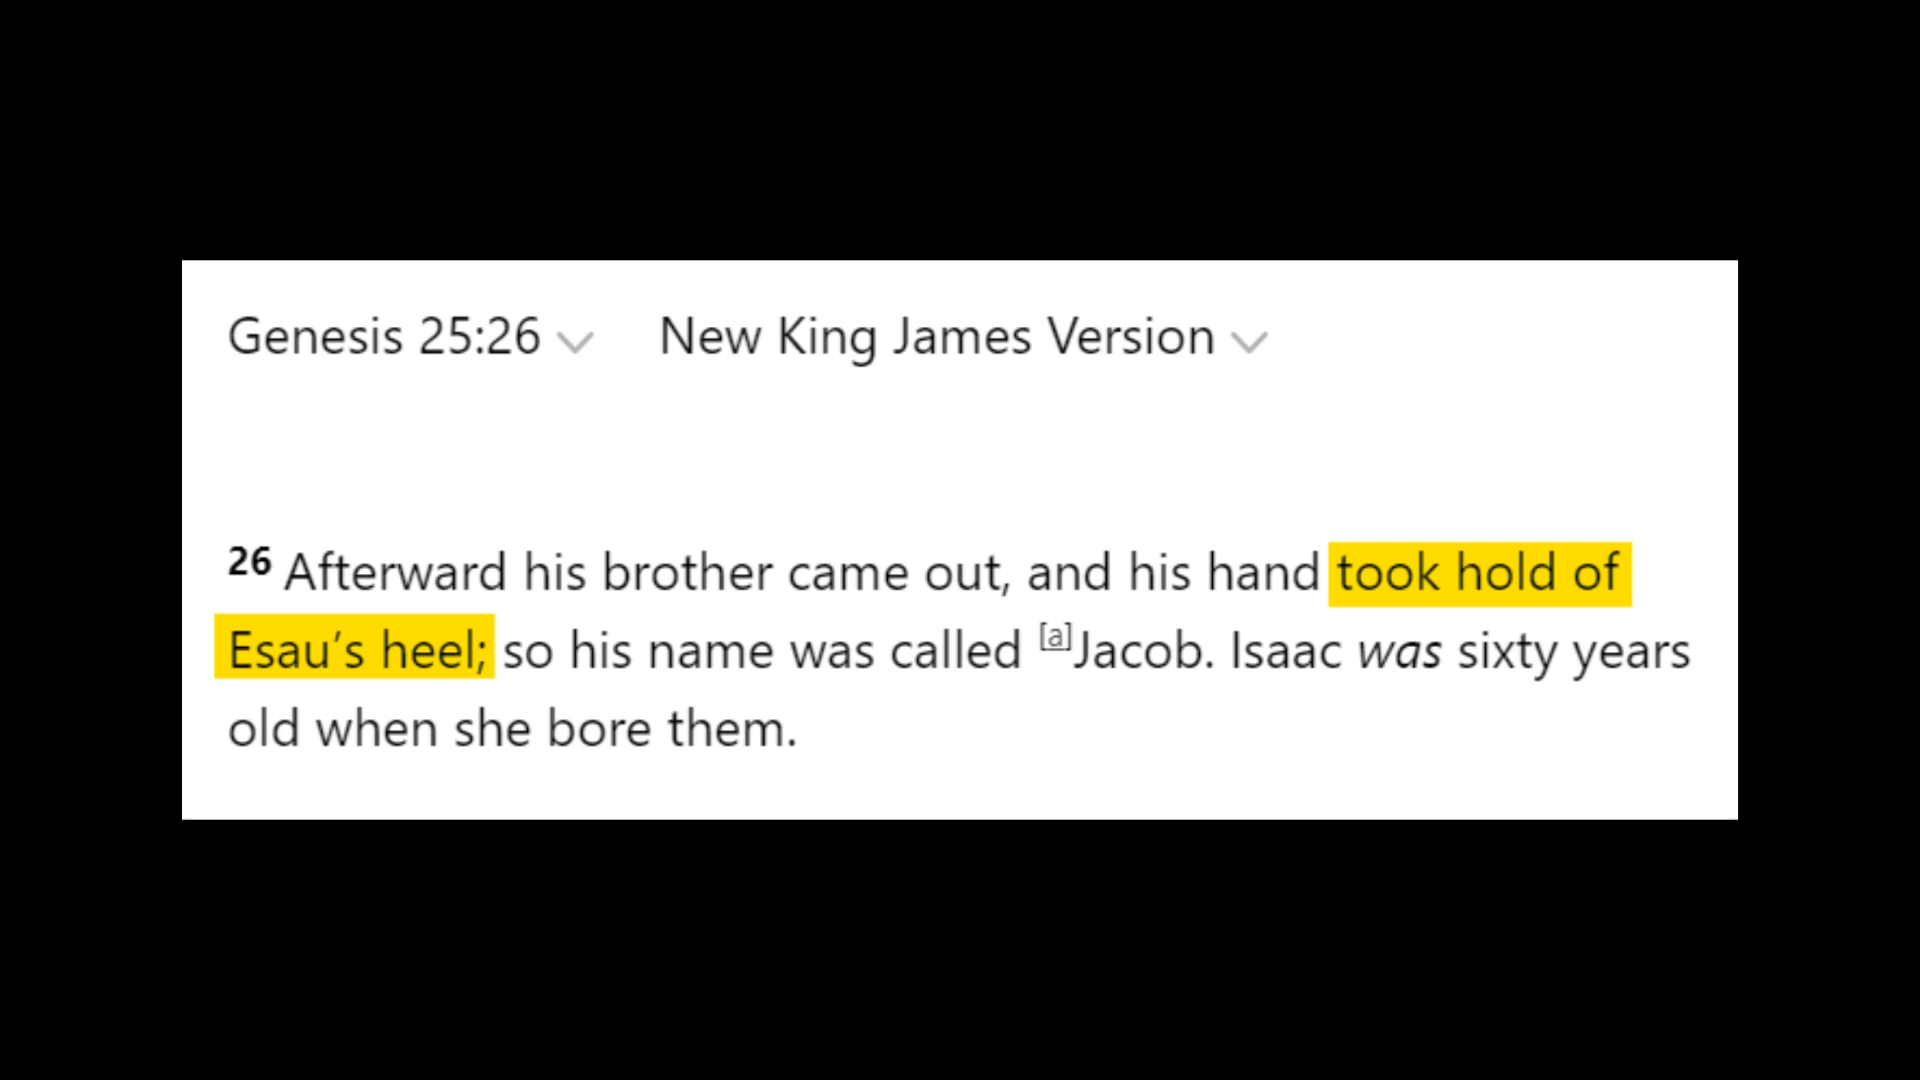 Genesis 25:26 New King James Version
26 Afterward his brother came out, and his hand took hold of
Esau’s heel; so his name was called [a]Jacob. Isaac was sixty years
old when she bore them.